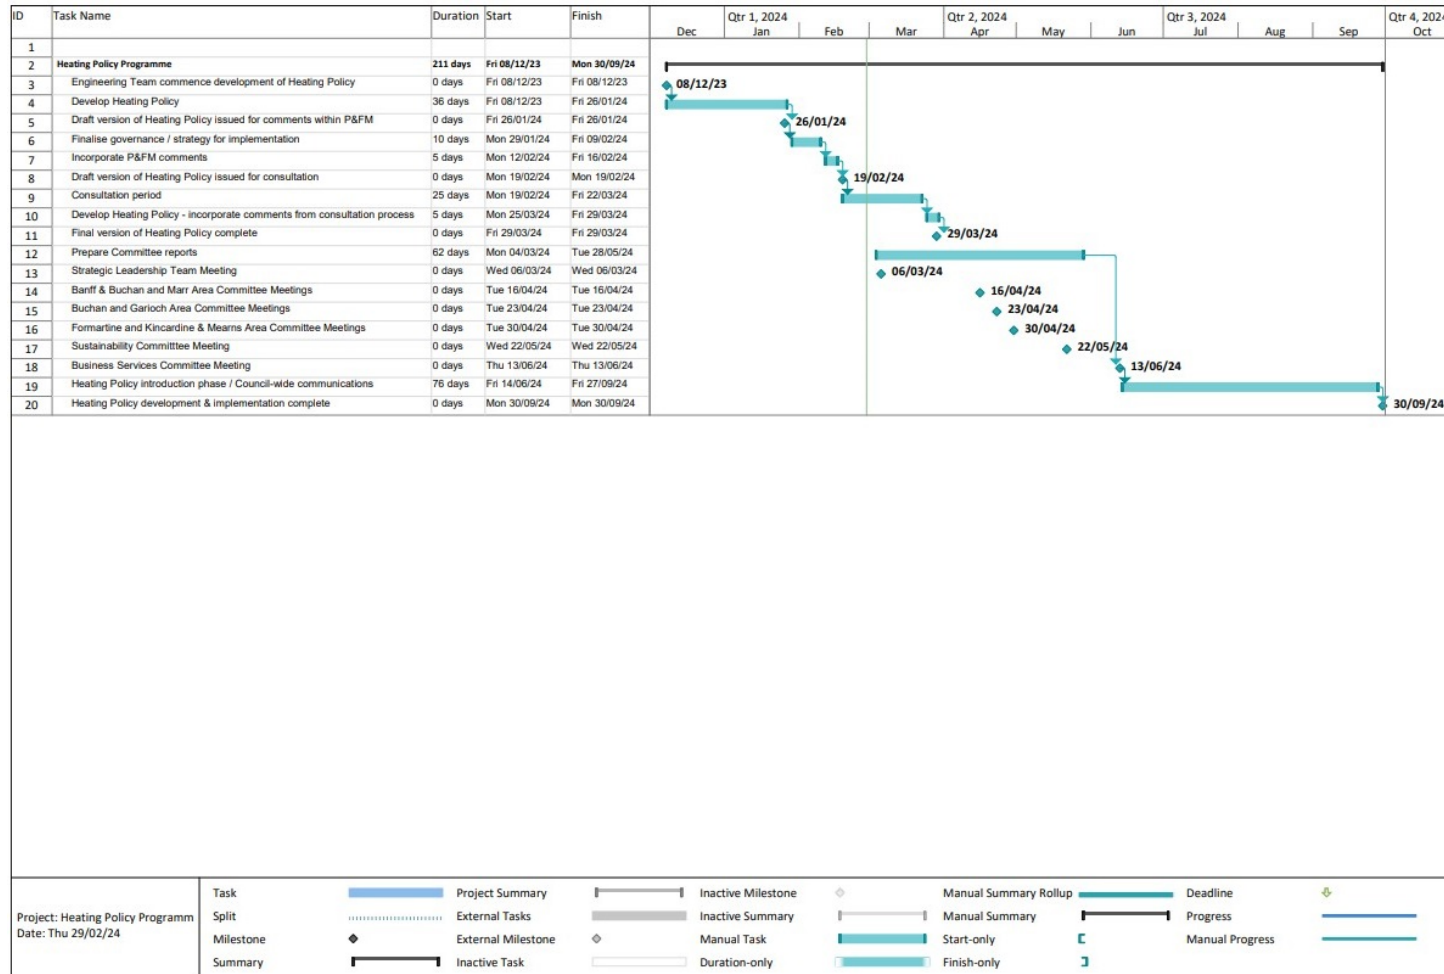 ID Task Name Duration Start Finish Qtr 1, 2024 Qtr 2, 2024 Qtr 3, 2024 Qtr 4, 2024
Dec Jan Feb Mar Apr May Jun Jul Aug Sep Oct
1
2 Heating Policy Programme 211 days Fri 08/12/23 Mon 30/09/24
3 Engineering Team commence development of Heating Policy 0 days Fri 08/12/23 Fri 08/12/23 08/12/23
4 Develop Heating Policy 36 days Fri 08/12/23 Fri 26/01/24
5 Draft version of Heating Policy issued for comments within P&FM 0 days Fri 26/01/24 Fri 26/01/24 26/01/24
6 Finalise governance / strategy for implementation 10 days Mon 29/01/24 Fri 09/02/24
7 Incorporate P&FM comments 5 days Mon 12/02/24 Fri 16/02/24
8 Draft version of Heating Policy issued for consultation 0 days Mon 19/02/24 Mon 19/02/24 19/02/24
9 Consultation period 25 days Mon 19/02/24 Fri 22/03/24
10 Develop Heating Policy - incorporate comments from consultation process 5 days Mon 25/03/24 Fri 29/03/24
11 Final version of Heating Policy complete 0 days Fri 29/03/24 Fri 29/03/24 29/03/24
12 Prepare Committee reports 62 days Mon 04/03/24 Tue 28/05/24
13 Strategic Leadership Team Meeting 0 days Wed 06/03/24 Wed 06/03/24 06/03/24
14 Banff & Buchan and Marr Area Committee Meetings 0 days Tue 16/04/24 Tue 16/04/24 16/04/24
15 Buchan and Garioch Area Committee Meetings 0 days Tue 23/04/24 Tue 23/04/24 23/04/24
16 Formartine and Kincardine & Mearns Area Committee Meetings 0 days Tue 30/04/24 Tue 30/04/24 30/04/24
17 Sustainability Committtee Meeting 0 days Wed 22/05/24 Wed 22/05/24 22/05/24
18 Business Services Committee Meeting 0 days Thu 13/06/24 Thu 13/06/24 13/06/24
19 Heating Policy introduction phase / Council-wide communications 76 days Fri 14/06/24 Fri 27/09/24
20 Heating Policy development & implementation complete 0 days Mon 30/09/24 Mon 30/09/24 30/09/24
Project: Heating Policy Programm
Date: Thu 29/02/24
Task Project Summary Inactive Milestone Manual Summary Rollup Deadline
Split External Tasks Inactive Summary Manual Summary Progress
Milestone External Milestone Manual Task Start-only Manual Progress
Summary Inactive Task Duration-only Finish-only